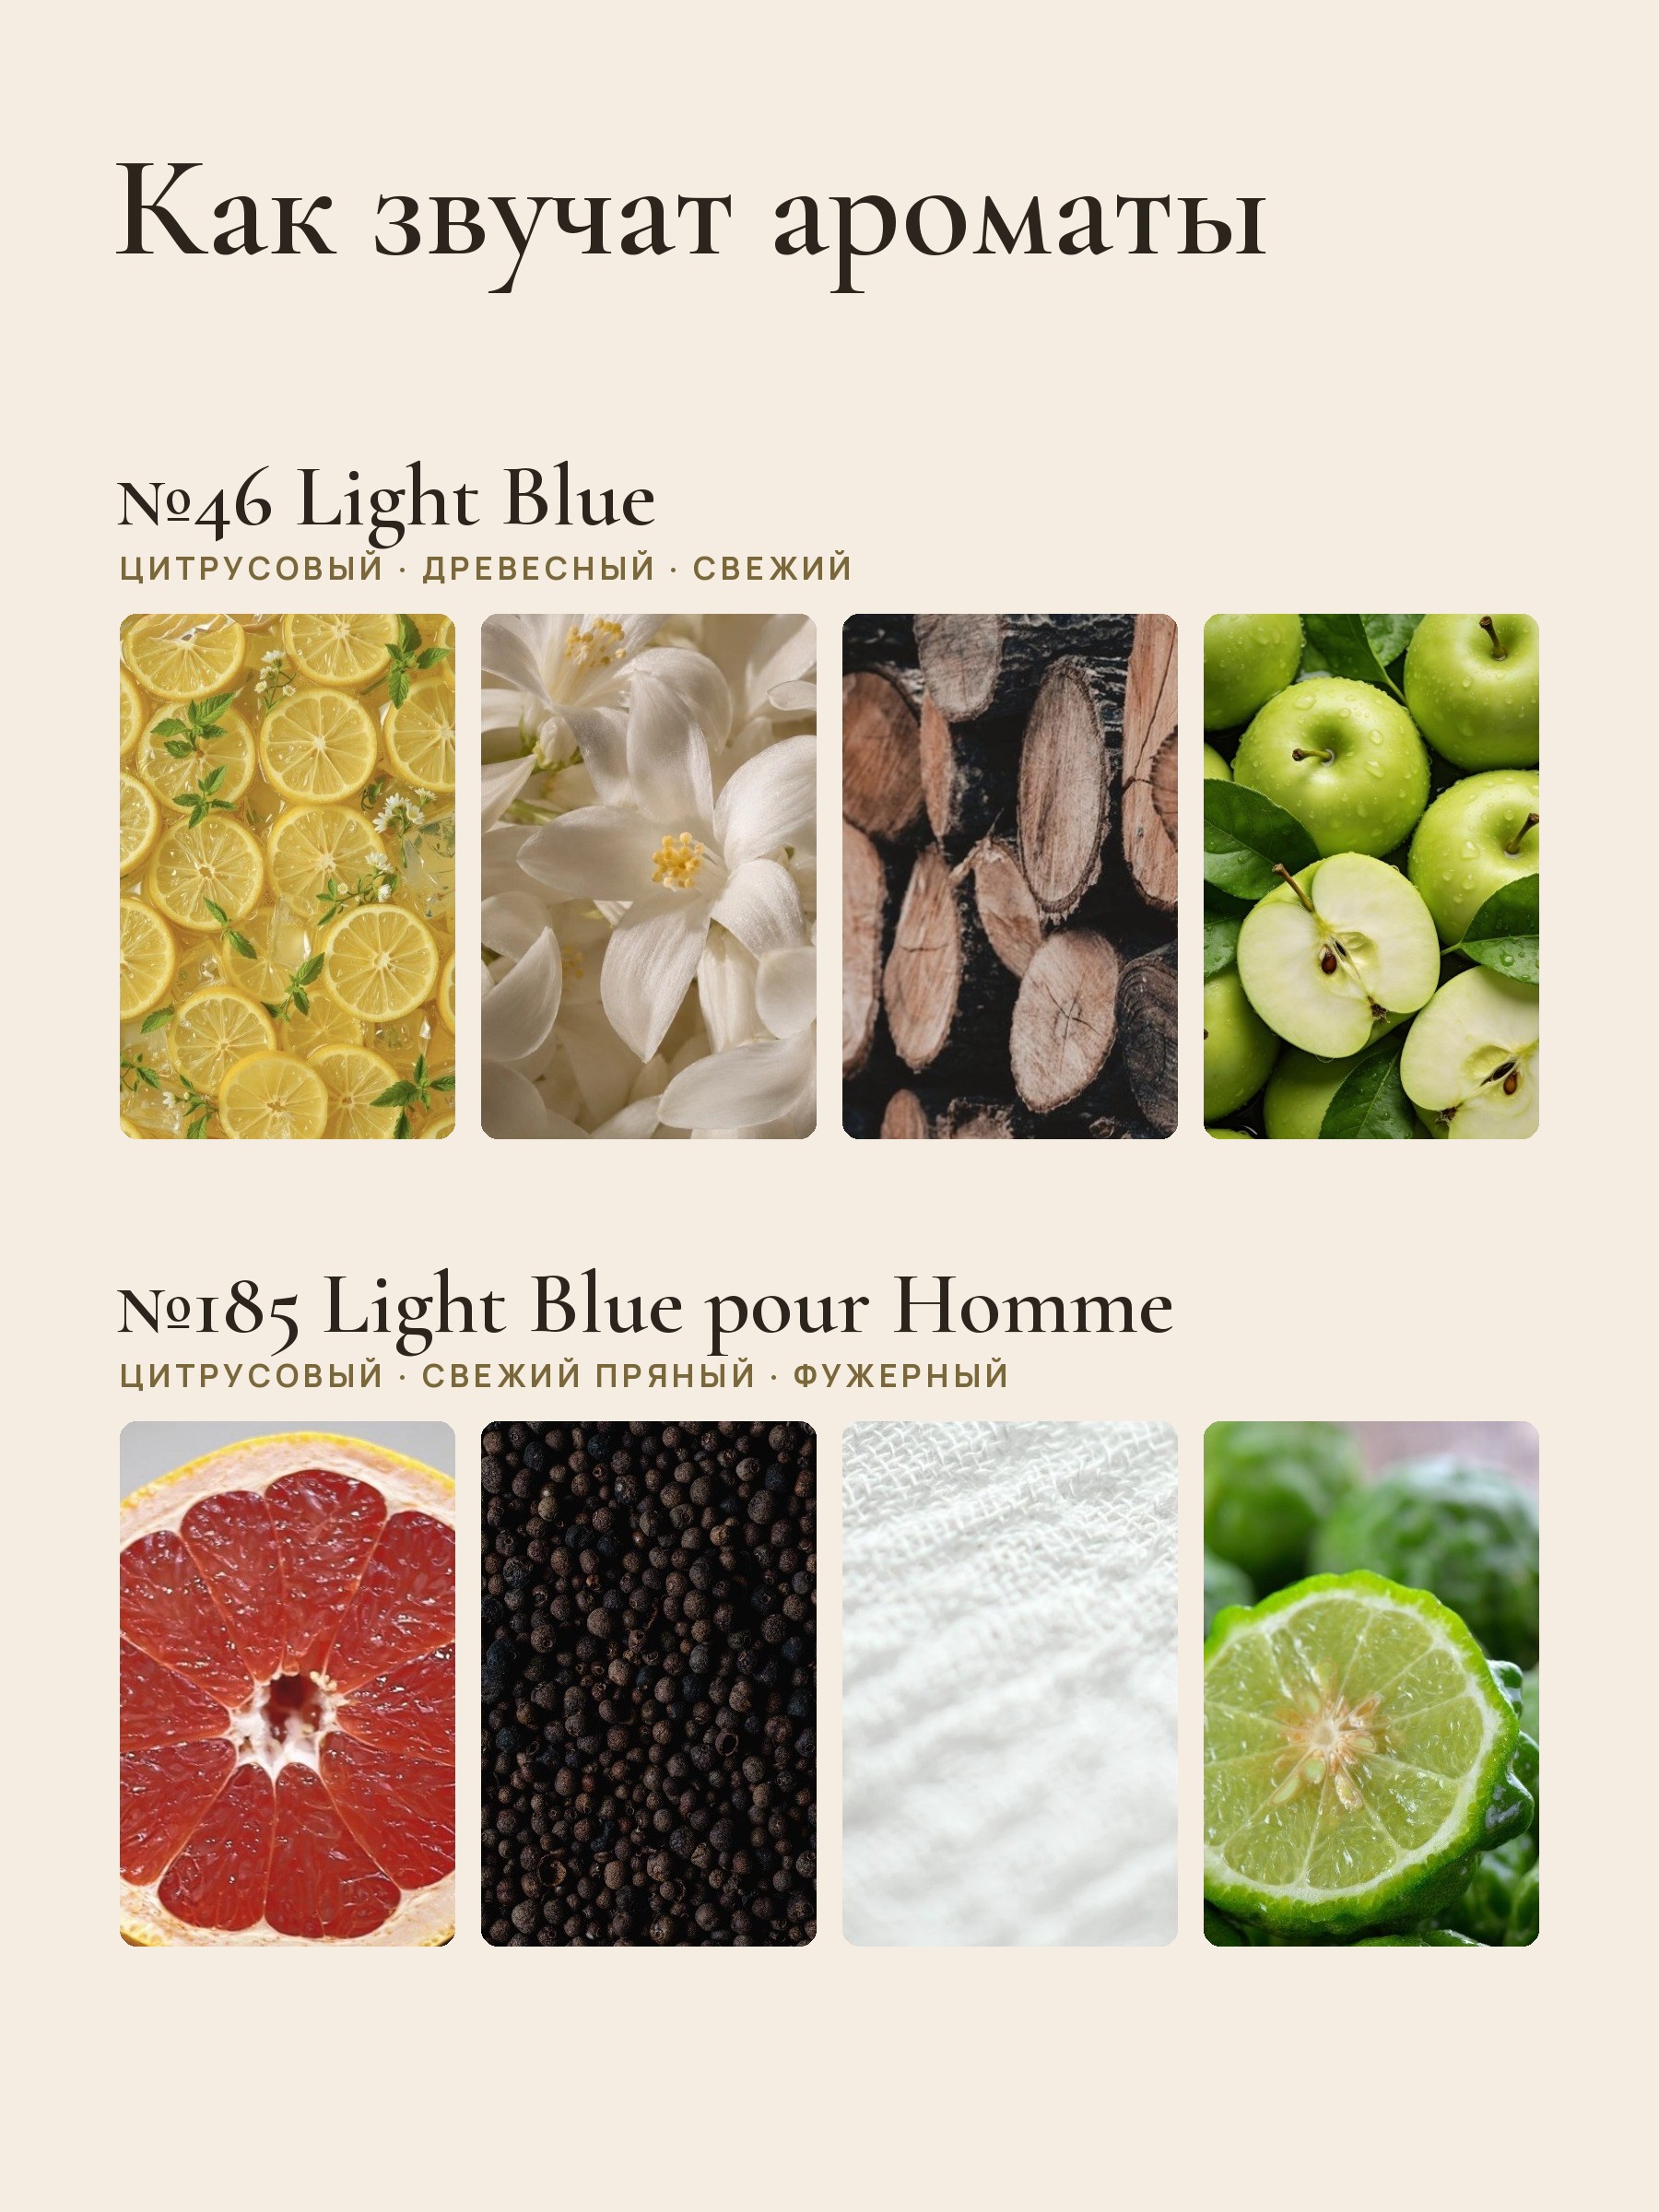 Как звучат ароматы
№46 Light Blue
ЦИТРУСОВЫЙ · ДРЕВЕСНЫЙ · СВЕЖИЙ
№185 Light Blue pour Homme
ЦИТРУСОВЫЙ · СВЕЖИЙ ПРЯНЫЙ · ФУЖЕРНЫЙ